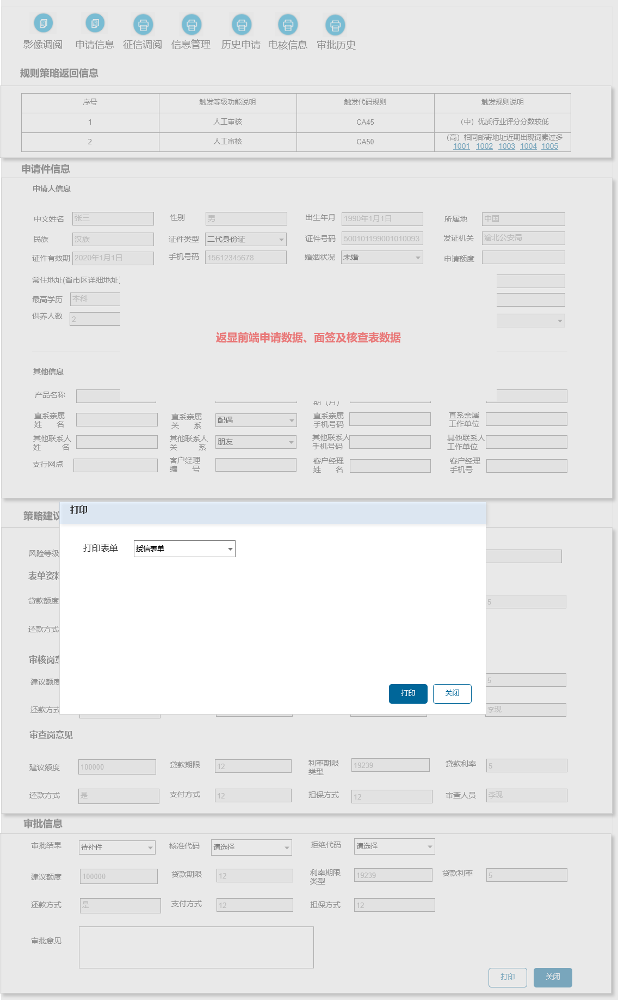 影像调阅 申请信息 征信调阅 信息管理 历史申请 电核信息 审批历史
规则策略返回信息
序号 触发等级功能说明 触发代码规则 触发规则说明
1 人工审核 CA45 （中）优质行业评分分数较低
2 人工审核 CA50 （高）相同邮寄地址近期出现词素过多
1001 1002 1003 1004 1005
申请件信息
申请人信息
中文姓名 张三 性别 男 出生年月 1990年1月1日 所属地 中国
民族 汉族 证件类型 二代身份证 证件号码 500101199001010093 发证机关 渝北公安局
证件有效期 2020年1月1日 手机号码 15612345678 婚姻状况 未婚 申请额度
常住地址(省市区详细地址)
最高学历 本科
供养人数 2
返显前端申请数据、面签及核查表数据
其他信息
产品名称
期（月）
直系亲属姓 名 直系亲属关 系 配偶 直系亲属手机号码 直系亲属工作单位
其他联系人姓 名 其他联系人关 系 朋友 其他联系人手机号码 其他联系人工作单位
支行网点 客户经理编 号 客户经理姓 名 客户经理手机号
策略建议
打印
打印表单 授信表单
风险等级
表单资料
贷款额度 5
还款方式
审核岗意
建议额度 5
打印 关闭
还款方式 李现
审查岗意见
建议额度 100000 贷款期限 12 利率期限类型 19239 贷款利率 5
还款方式 是 支付方式 12 担保方式 12 审查人员 李现
审批信息
审批结果 待补件 核准代码 请选择 拒绝代码 请选择
建议额度 100000 贷款期限 12 利率期限类型 19239 贷款利率 5
还款方式 是 支付方式 12 担保方式 12
审批意见
打印 关闭